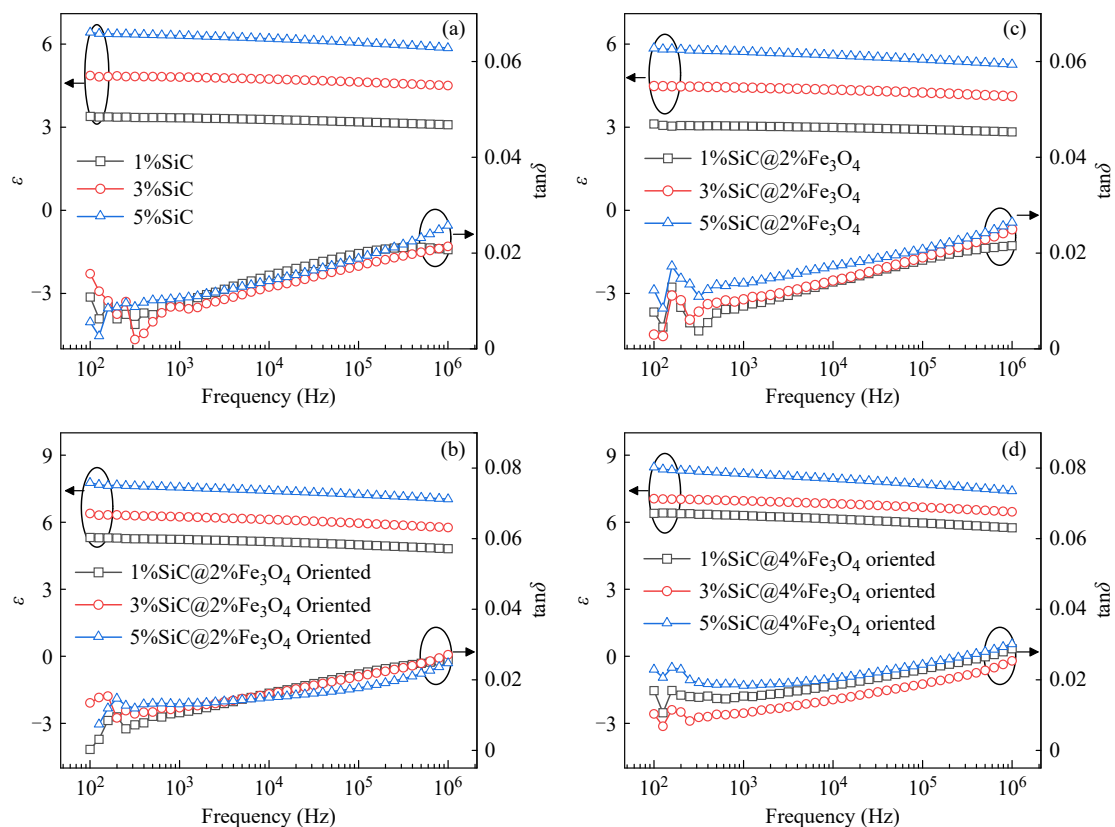 (a)
6
3
0
−3
ε
0.06
0.04
0.02
0
tanδ
1%SiC
3%SiC
5%SiC
10² 10³ 10⁴ 10⁵ 10⁶
Frequency (Hz)
(c)
6
3
0
−3
ε
0.06
0.04
0.02
0
tanδ
1%SiC@2%Fe₃O₄
3%SiC@2%Fe₃O₄
5%SiC@2%Fe₃O₄
10² 10³ 10⁴ 10⁵ 10⁶
Frequency (Hz)
(b)
9
6
3
0
−3
ε
0.08
0.06
0.04
0.02
0
tanδ
1%SiC@2%Fe₃O₄ Oriented
3%SiC@2%Fe₃O₄ Oriented
5%SiC@2%Fe₃O₄ Oriented
10² 10³ 10⁴ 10⁵ 10⁶
Frequency (Hz)
(d)
9
6
3
0
−3
ε
0.08
0.06
0.04
0.02
0
tanδ
1%SiC@4%Fe₃O₄ oriented
3%SiC@4%Fe₃O₄ oriented
5%SiC@4%Fe₃O₄ oriented
10² 10³ 10⁴ 10⁵ 10⁶
Frequency (Hz)